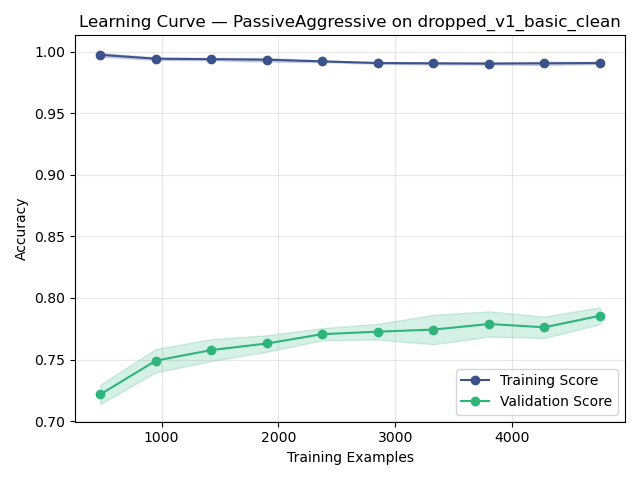 Learning Curve — PassiveAggressive on dropped_v1_basic_clean
1.00
0.95
0.90
0.85
0.80
0.75
0.70
Accuracy
1000
2000
3000
4000
Training Examples
Training Score
Validation Score